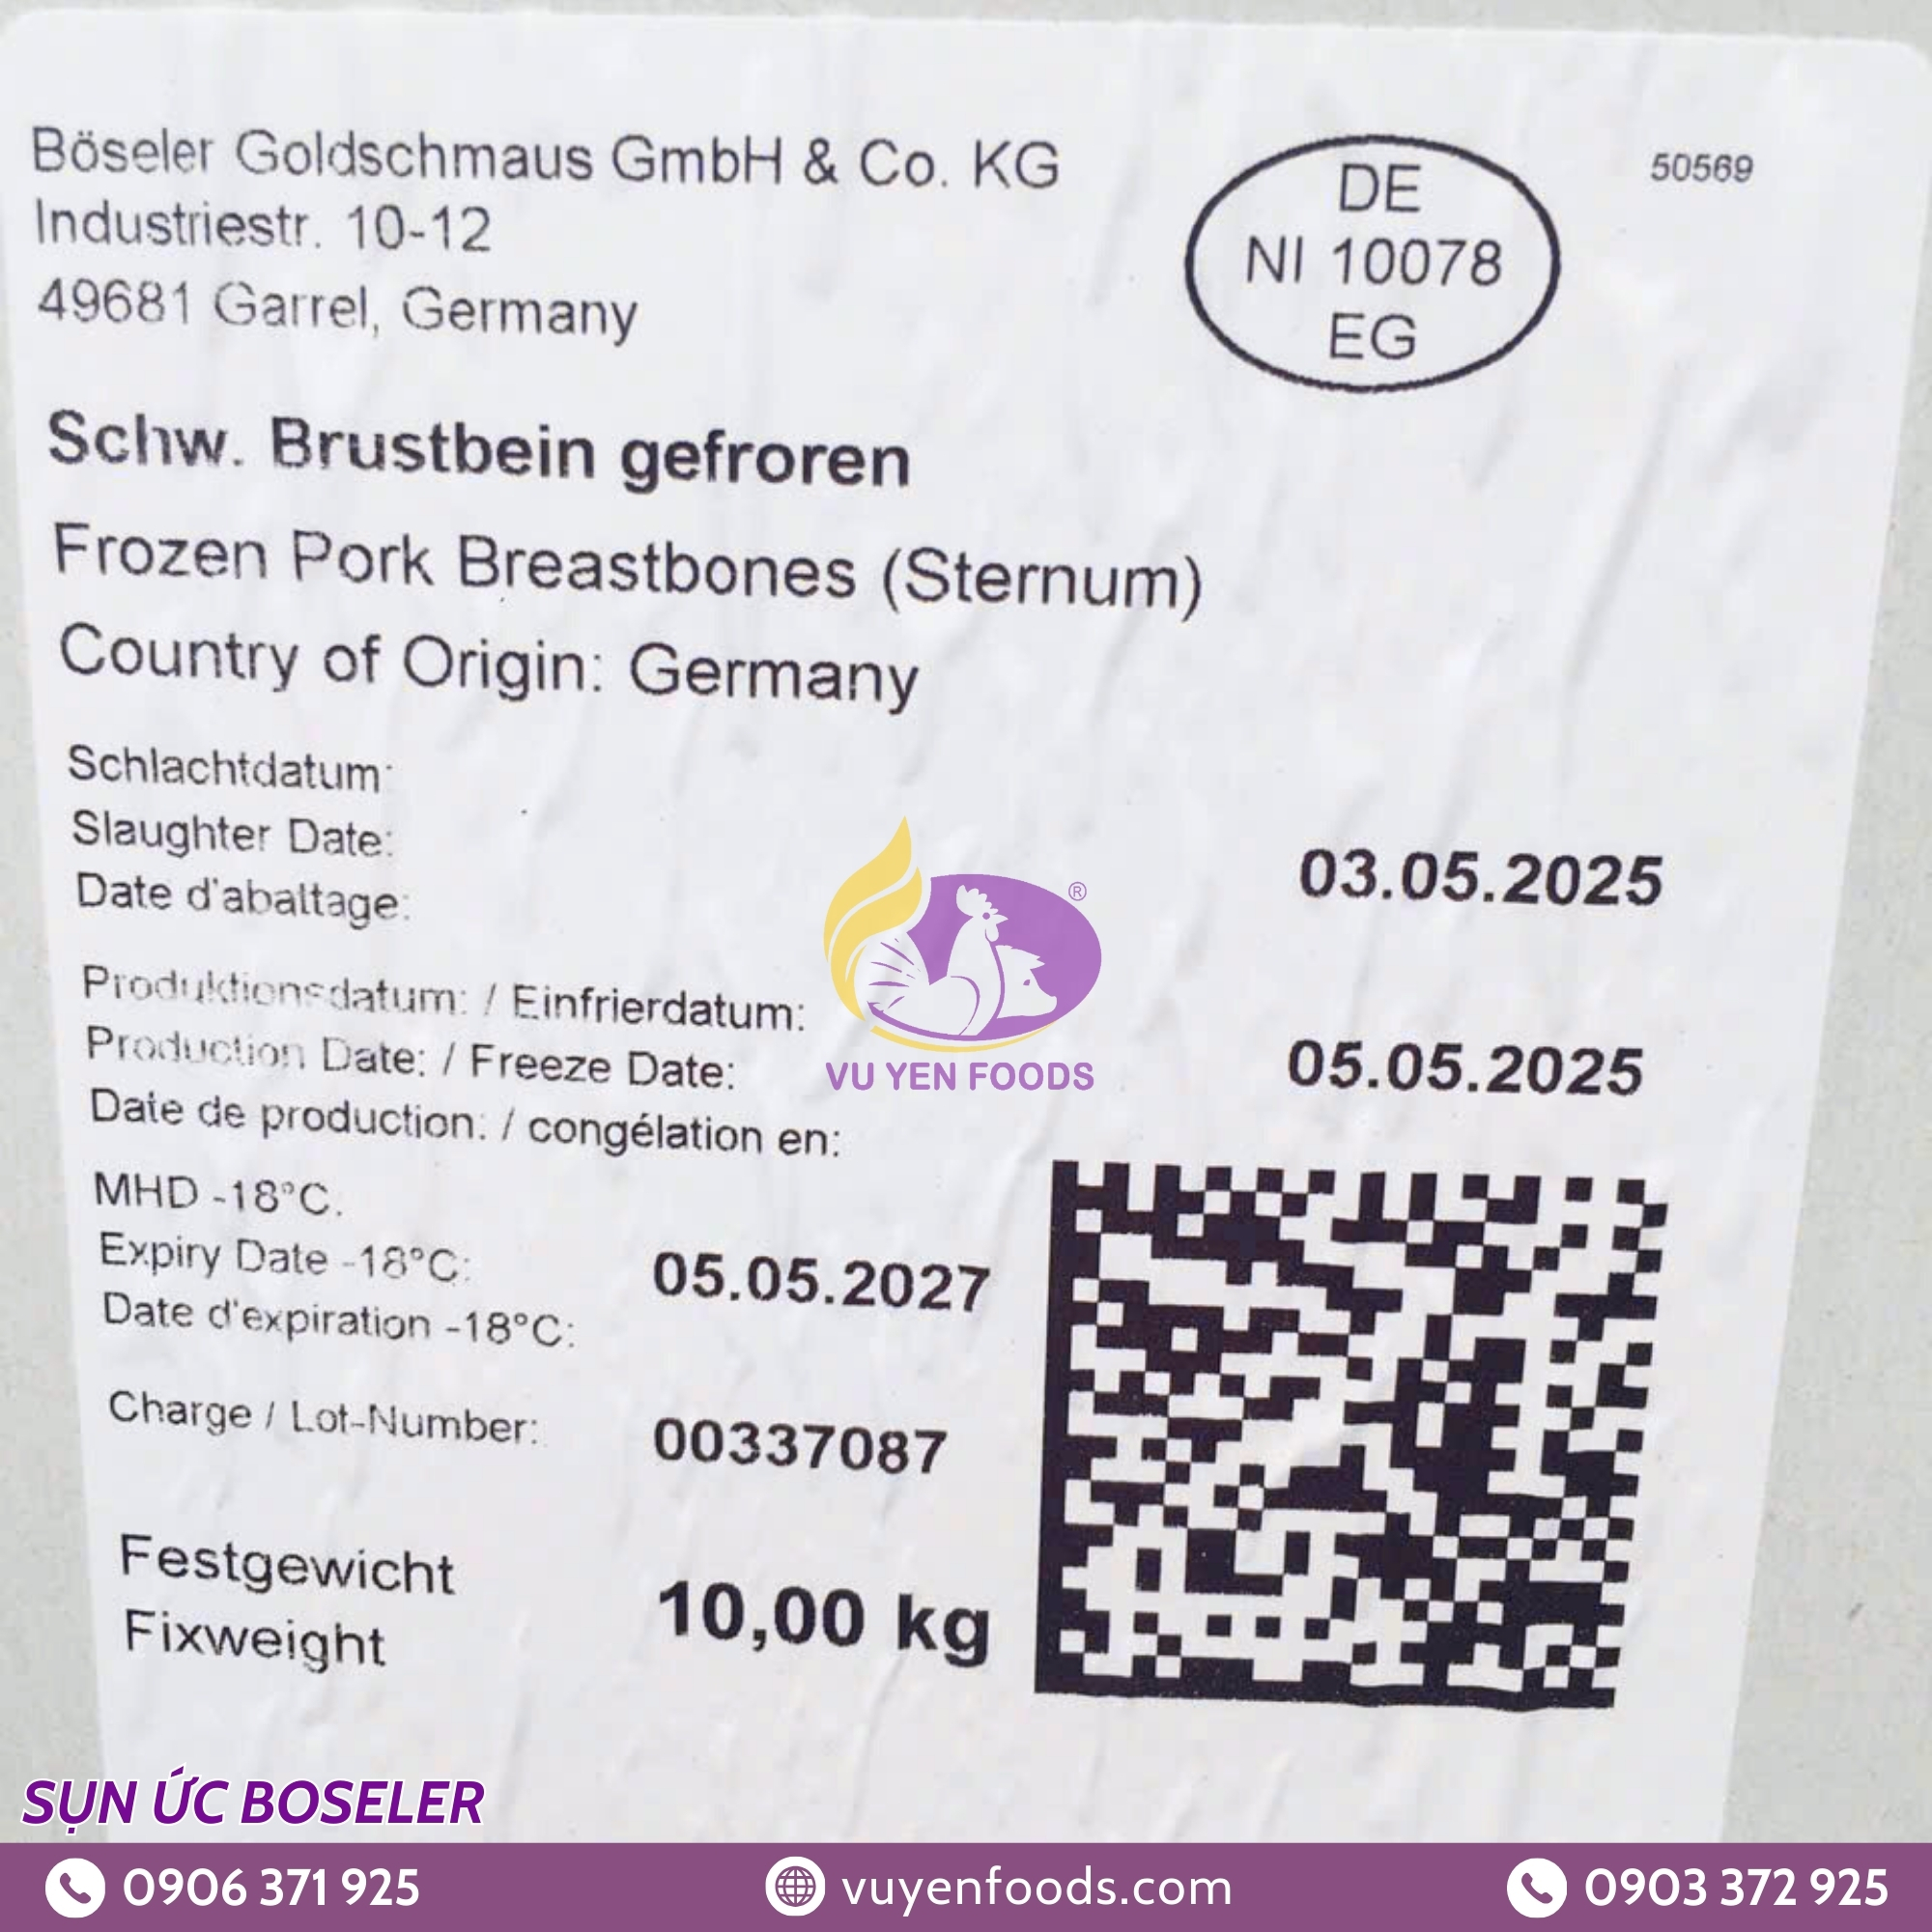 Böseler Goldschmaus GmbH & Co. KG
Industriestr. 10-12
49681 Garrel, Germany
DE
NI 10078
EG
50569
Schw. Brustbein gefroren
Frozen Pork Breastbones (Sternum)
Country of Origin: Germany
Schlachtdatum:
Slaughter Date:
Date d'abattage:
03.05.2025
Produktionsdatum: / Einfrierdatum:
Production Date: / Freeze Date:
Date de production: / congélation en:
05.05.2025
®
VU YEN FOODS
MHD -18°C.
Expiry Date -18°C:
Date d'expiration -18°C:
05.05.2027
Charge / Lot-Number:
00337087
Festgewicht
Fixweight
10,00 kg
SỤN ỨC BOSELER
0906 371 925
vuyenfoods.com
0903 372 925